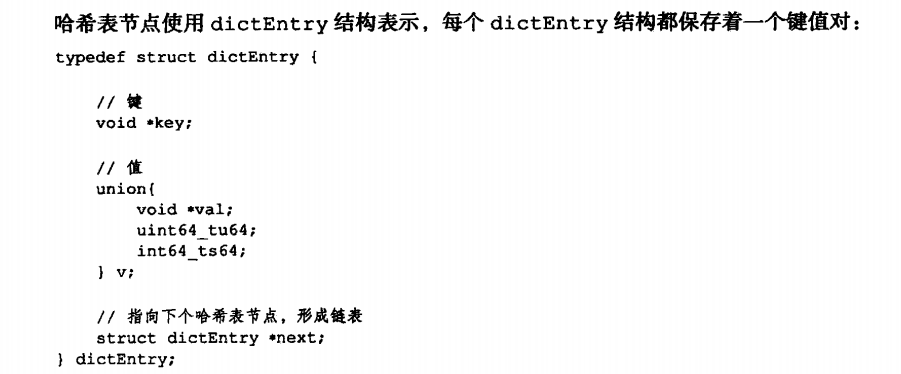 哈希表节点使用 dictEntry 结构表示，每个 dictEntry 结构都保存着一个键值对：
typedef struct dictEntry {
// 键
void *key;
// 值
union{
void *val;
uint64_tu64;
int64_ts64;
} v;
// 指向下个哈希表节点，形成链表
struct dictEntry *next;
} dictEntry;